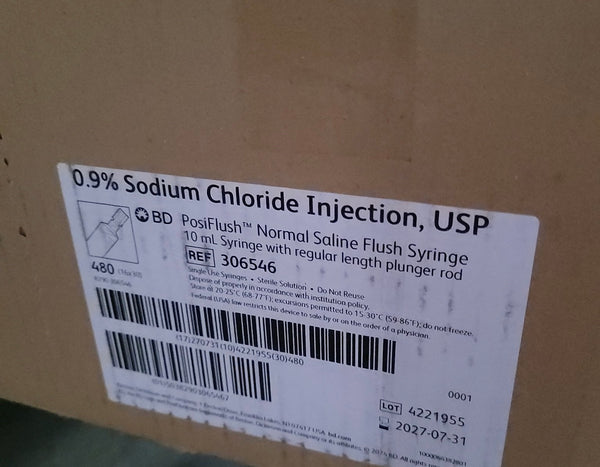 0.9% Sodium Chloride Injection, USP
BD PosiFlush™ Normal Saline Flush Syringe
10 mL Syringe with regular length plunger rod
REF 306546
480
Single Use Syringes • Sterile Solution • Do Not Reuse
Dispose of properly in accordance with institution policy.
Store at 20-25°C (68-77°F); excursions permitted to 15-30°C (59-86°F); do not freeze.
Federal (USA) law restricts this device to sale by or on the order of a physician.
(17)270731(10)4221955(30)480
0001
LOT 4221955
2027-07-31